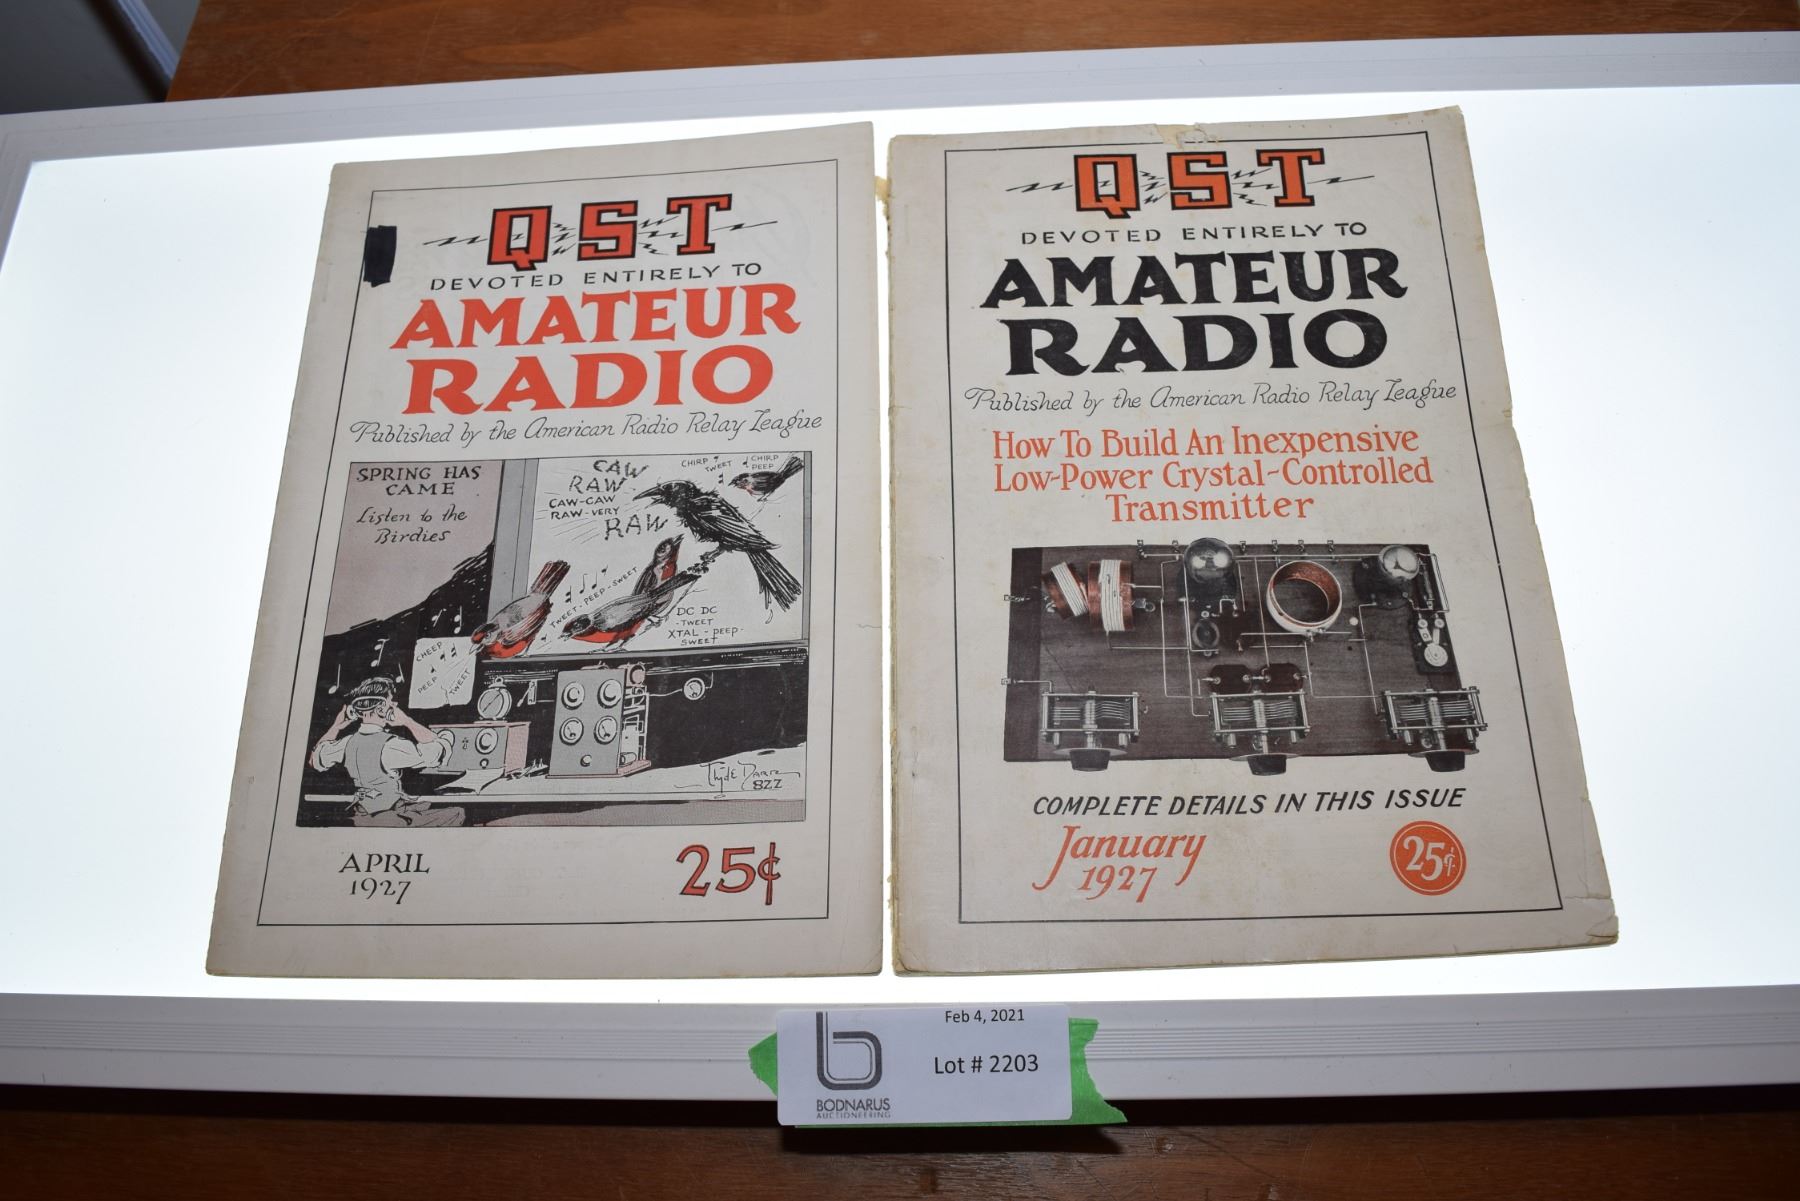 QST
DEVOTED ENTIRELY TO
AMATEUR
RADIO
Published by the American Radio Relay League
SPRING HAS
CAME
Listen to the
Birdies
CAW
RAW
CAW-CAW
RAW-VERY
RAW
CHIRP
TWEET
CHIRP
PEEP
TWEET-PEEP-SWEET
DC DC
-TWEET
XTAL-PEEP-
SWEET
CHEEP
PEEP
TWEET
Clyde Darr
8ZZ
APRIL
1927
25¢
QST
DEVOTED ENTIRELY TO
AMATEUR
RADIO
Published by the American Radio Relay League
How To Build An Inexpensive
Low-Power Crystal-Controlled
Transmitter
COMPLETE DETAILS IN THIS ISSUE
January
1927
25¢
Feb 4, 2021
Lot # 2203
b
BODNARUS
AUCTIONEERING